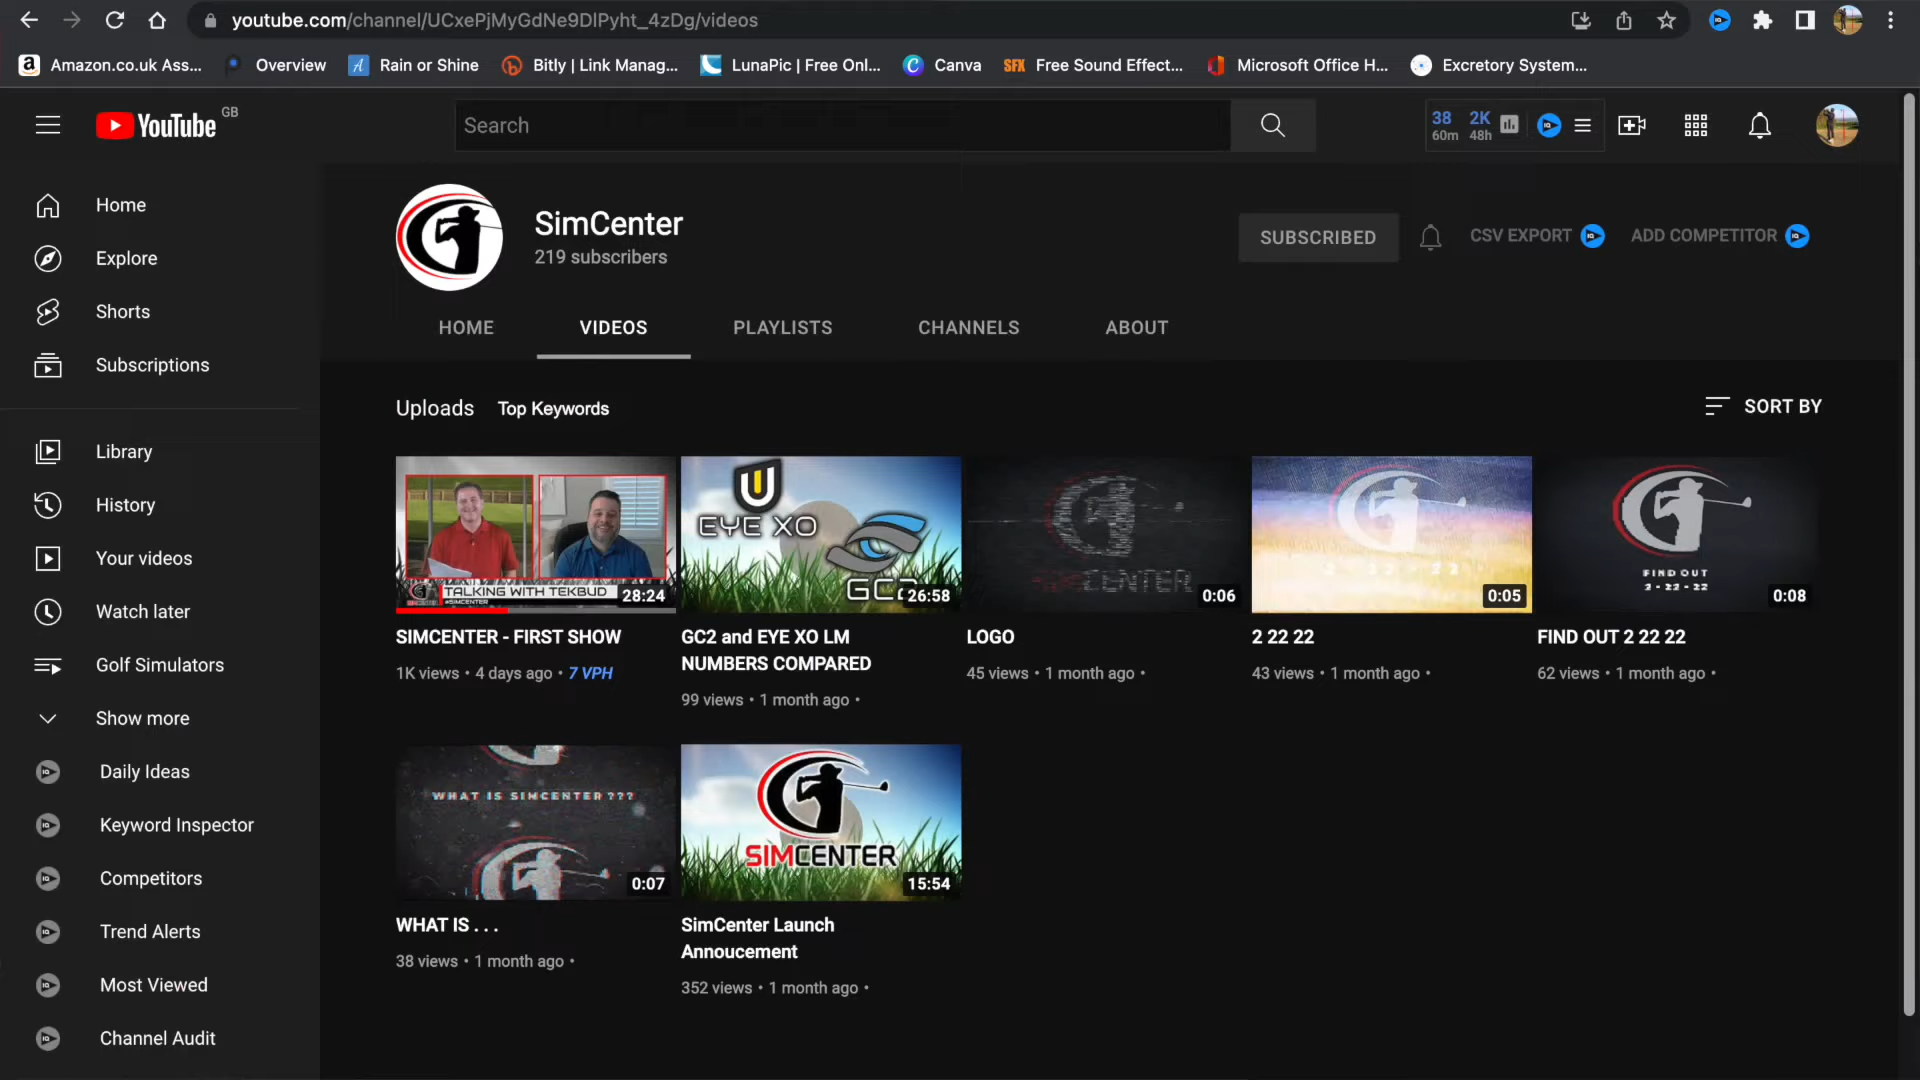 youtube.com/channel/UCxePjMyGdNe9DlPyht_4zDg/videos
Amazon.co.uk Ass... Overview Rain or Shine Bitly | Link Manag... LunaPic | Free Onl... Canva SFX Free Sound Effect... Microsoft Office H... Excretory System...
YouTube GB
Search
38 2K
60m 48h
Home
Explore
Shorts
Subscriptions
Library
History
Your videos
Watch later
Golf Simulators
Show more
Daily Ideas
Keyword Inspector
Competitors
Trend Alerts
Most Viewed
Channel Audit
SimCenter
219 subscribers
SUBSCRIBED CSV EXPORT ADD COMPETITOR
HOME VIDEOS PLAYLISTS CHANNELS ABOUT
Uploads Top Keywords
SORT BY
TALKING WITH TEKBUD
#SIMCENTER
28:24
SIMCENTER - FIRST SHOW
1K views • 4 days ago • 7 VPH
EYE XO
GC2
26:58
GC2 and EYE XO LM
NUMBERS COMPARED
99 views • 1 month ago •
SIMCENTER
0:06
LOGO
45 views • 1 month ago •
2 - 22 - 22
0:05
2 22 22
43 views • 1 month ago •
FIND OUT
2-22-22
0:08
FIND OUT 2 22 22
62 views • 1 month ago •
WHAT IS SIMCENTER ???
0:07
WHAT IS . . .
38 views • 1 month ago •
SIMCENTER
15:54
SimCenter Launch
Annoucement
352 views • 1 month ago •